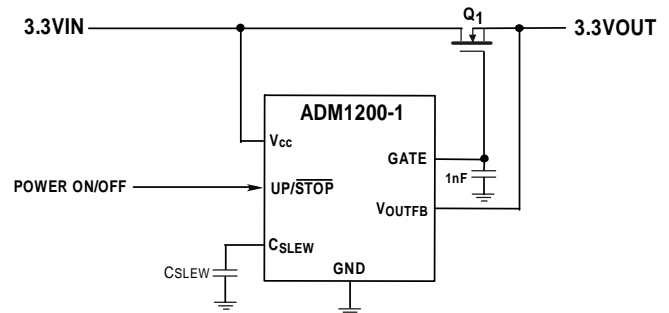 3.3VIN
Q1
3.3VOUT
ADM1200-1
Vcc
GATE
POWER ON/OFF
UP/STOP
1nF
VOUTFB
CSLEW
CSLEW
GND